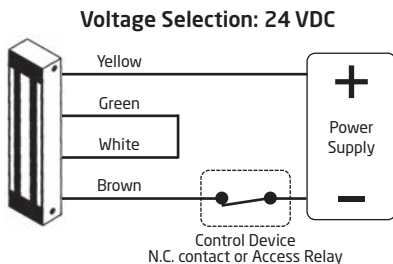 Voltage Selection: 24 VDC
Yellow
Green
White
Brown
+
Power
Supply
−
Control Device
N.C. contact or Access Relay